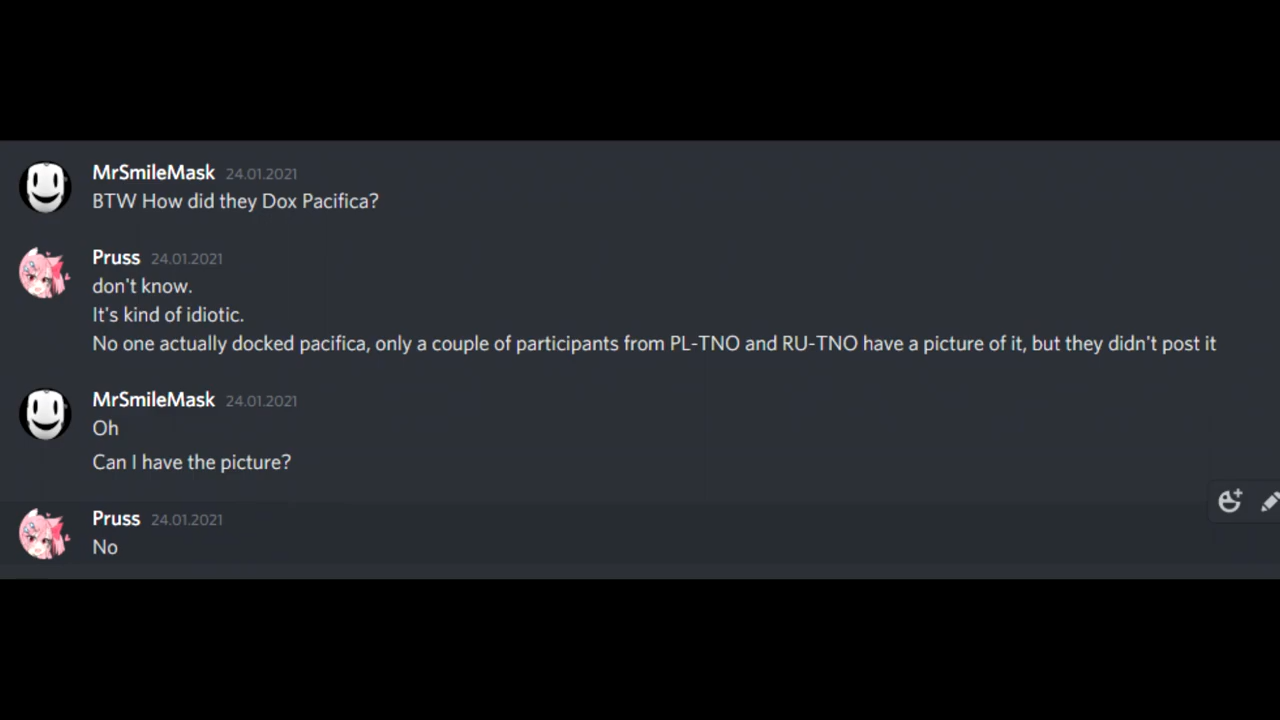 MrSmileMask 24.01.2021
BTW How did they Dox Pacifica?
Pruss 24.01.2021
don't know.
It's kind of idiotic.
No one actually docked pacifica, only a couple of participants from PL-TNO and RU-TNO have a picture of it, but they didn't post it
MrSmileMask 24.01.2021
Oh
Can I have the picture?
Pruss 24.01.2021
No